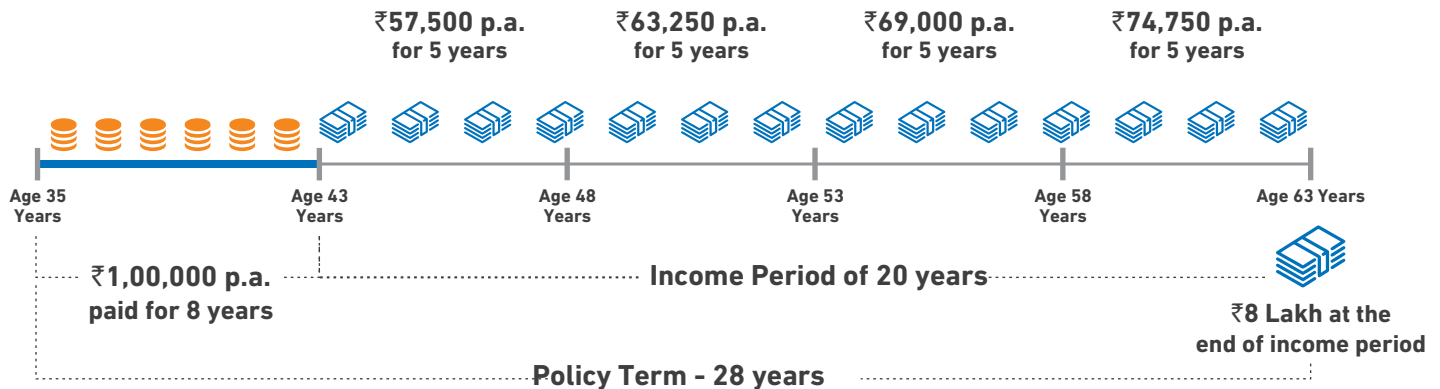 ₹57,500 p.a.
for 5 years
₹63,250 p.a.
for 5 years
₹69,000 p.a.
for 5 years
₹74,750 p.a.
for 5 years
Age 35
Years
Age 43
Years
Age 48
Years
Age 53
Years
Age 58
Years
Age 63 Years
₹1,00,000 p.a.
paid for 8 years
Income Period of 20 years
₹8 Lakh at the
end of income period
Policy Term - 28 years